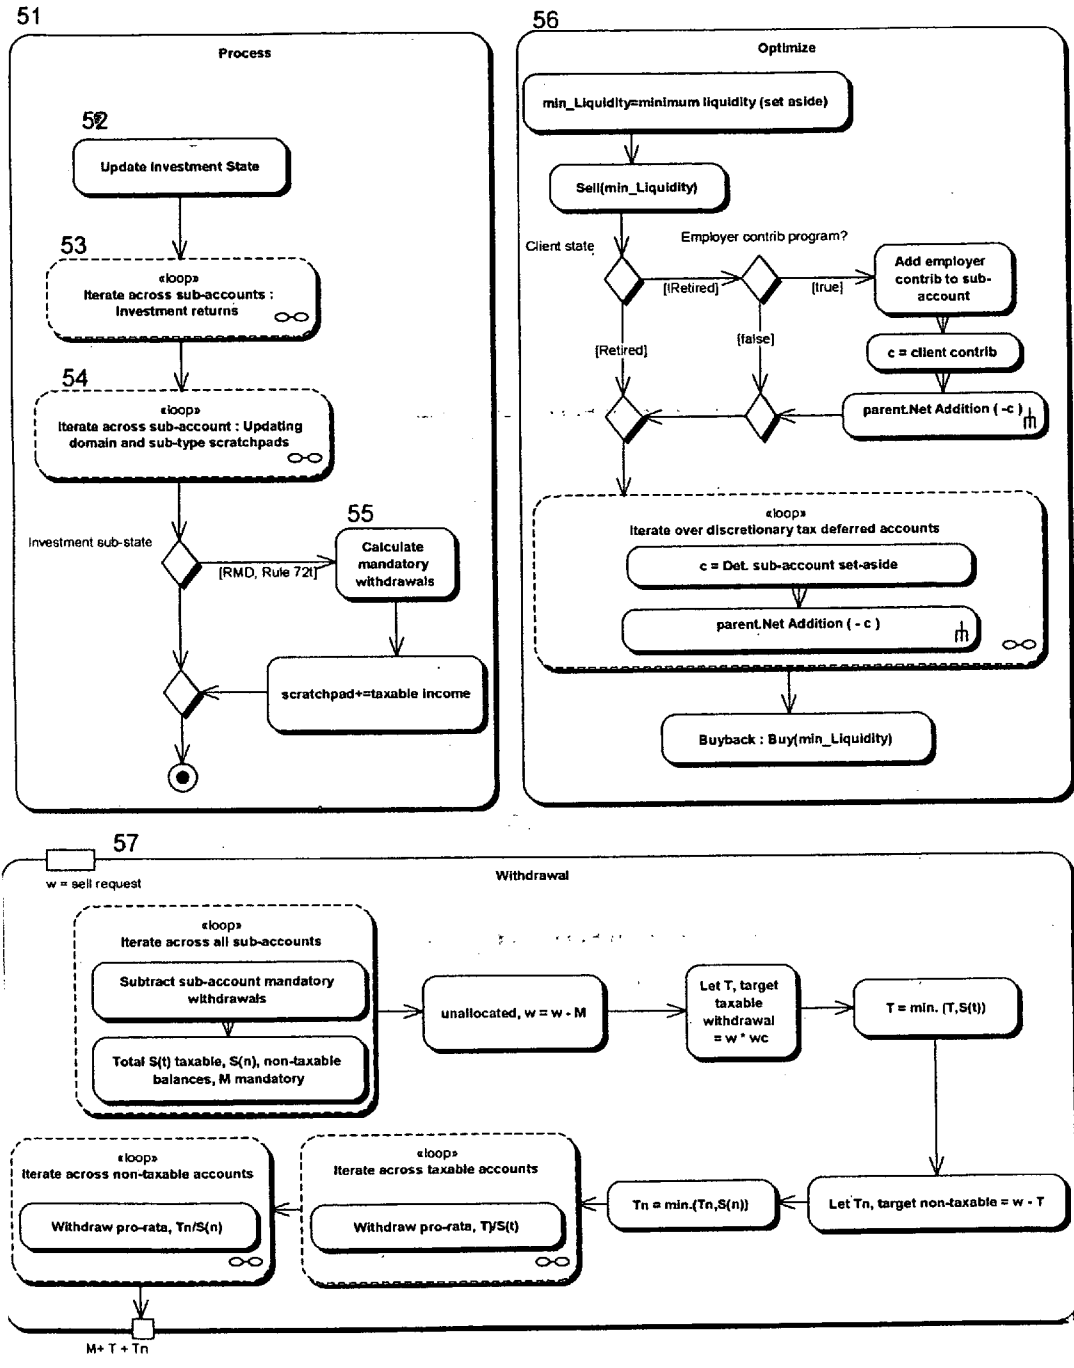 51
Process
52
Update Investment State
53
«loop»
Iterate across sub-accounts :
Investment returns
54
«loop»
Iterate across sub-account : Updating
domain and sub-type scratchpads
Investment sub-state
[RMD, Rule 72t]
55
Calculate
mandatory
withdrawals
scratchpad+=taxable income
56
Optimize
min_Liquidity=minimum liquidity (set aside)
Sell(min_Liquidity)
Client state
Employer contrib program?
[!Retired]
[true]
Add employer
contrib to sub-
account
[Retired]
[false]
c = client contrib
parent.Net Addition ( -c )
«loop»
Iterate over discretionary tax deferred accounts
c = Det. sub-account set-aside
parent.Net Addition ( - c )
Buyback : Buy(min_Liquidity)
57
w = sell request
Withdrawal
«loop»
Iterate across all sub-accounts
Subtract sub-account mandatory
withdrawals
Total S(t) taxable, S(n), non-taxable
balances, M mandatory
unallocated, w = w - M
Let T, target
taxable
withdrawal
= w * wc
T = min. (T,S(t))
Let Tn, target non-taxable = w - T
Tn = min.(Tn,S(n))
«loop»
Iterate across taxable accounts
Withdraw pro-rata, T/S(t)
«loop»
Iterate across non-taxable accounts
Withdraw pro-rata, Tn/S(n)
M+ T + Tn